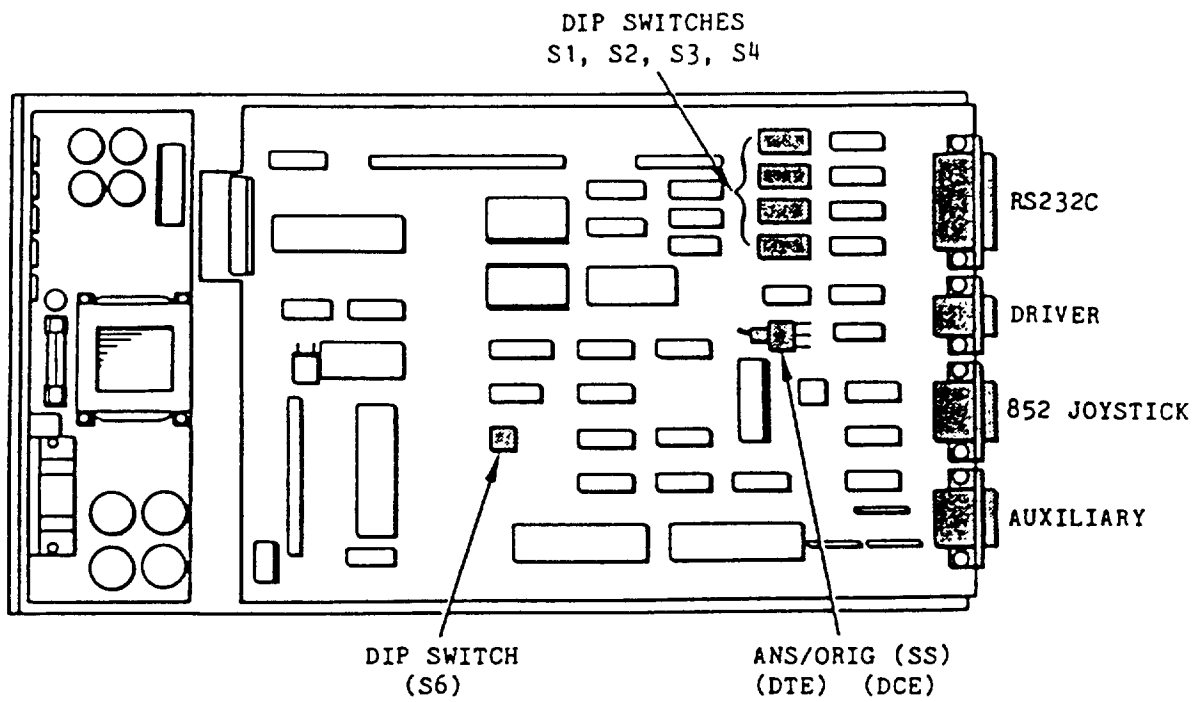 DIP SWITCHES
S1, S2, S3, S4
RS232C
DRIVER
852 JOYSTICK
AUXILIARY
DIP SWITCH
(S6)
ANS/ORIG (SS)
(DTE) (DCE)